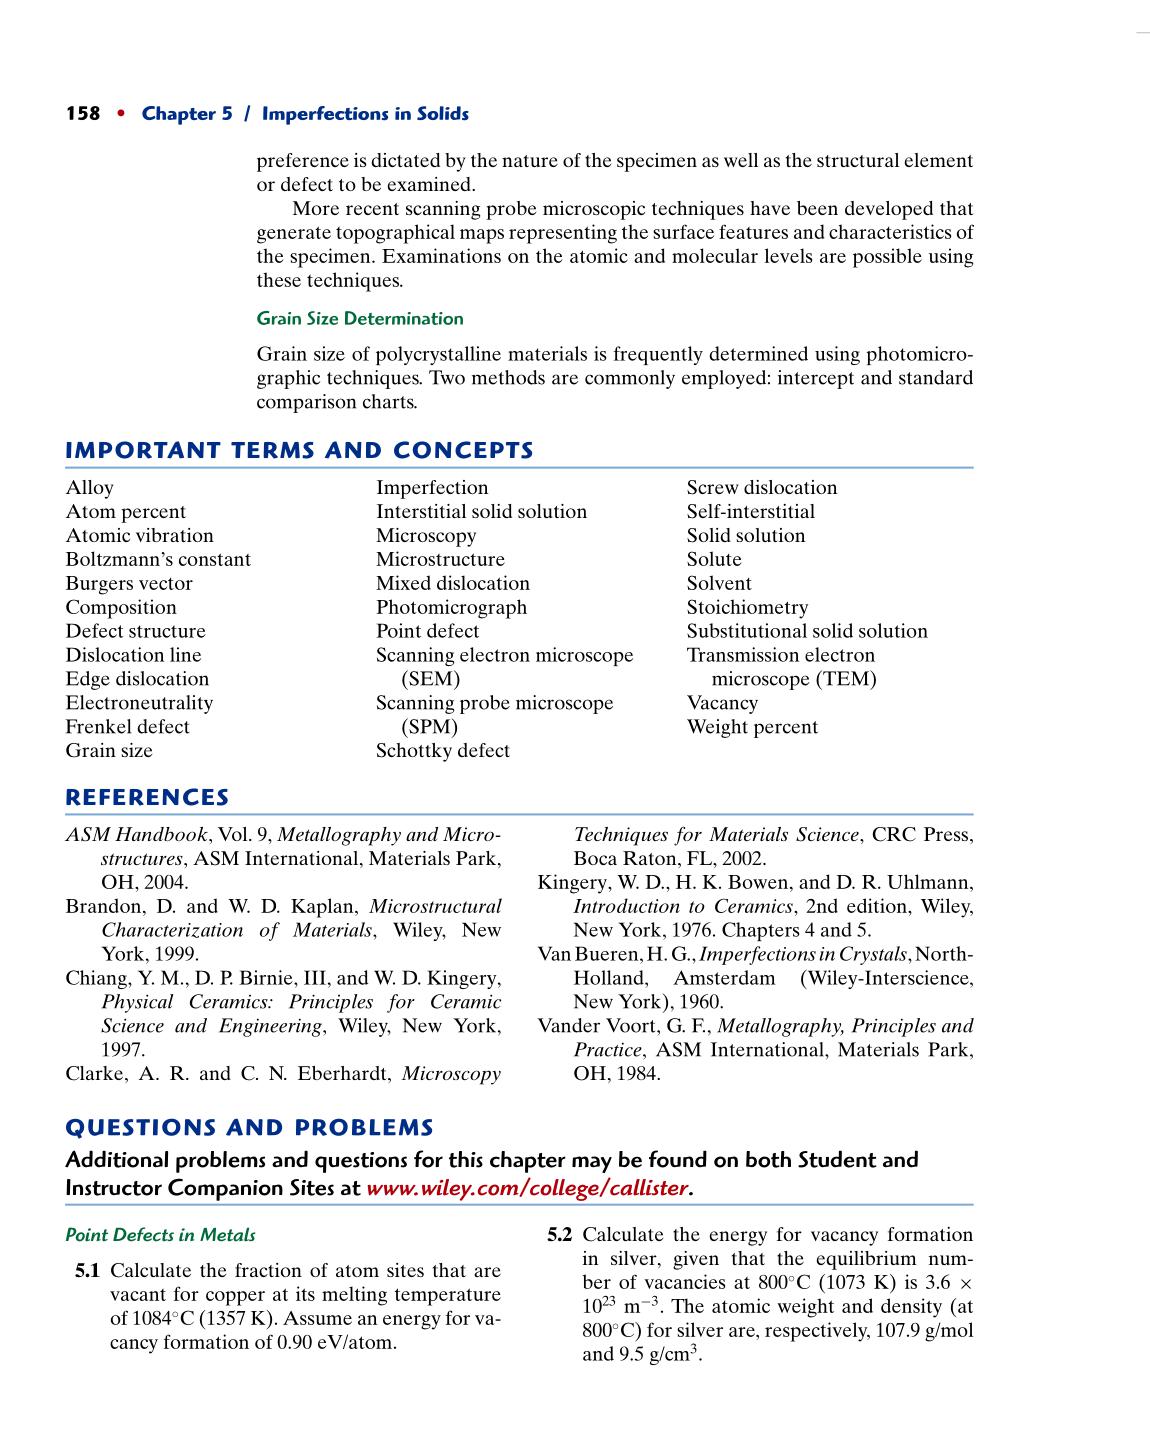 158 • Chapter 5 / Imperfections in Solids
preference is dictated by the nature of the specimen as well as the structural element
or defect to be examined.
More recent scanning probe microscopic techniques have been developed that
generate topographical maps representing the surface features and characteristics of
the specimen. Examinations on the atomic and molecular levels are possible using
these techniques.
Grain Size Determination
Grain size of polycrystalline materials is frequently determined using photomicro-
graphic techniques. Two methods are commonly employed: intercept and standard
comparison charts.
IMPORTANT TERMS AND CONCEPTS
Alloy
Atom percent
Atomic vibration
Boltzmann's constant
Burgers vector
Composition
Defect structure
Dislocation line
Edge dislocation
Electroneutrality
Frenkel defect
Grain size
Imperfection
Interstitial solid solution
Microscopy
Microstructure
Mixed dislocation
Photomicrograph
Point defect
Scanning electron microscope
(SEM)
Scanning probe microscope
(SPM)
Schottky defect
Screw dislocation
Self-interstitial
Solid solution
Solute
Solvent
Stoichiometry
Substitutional solid solution
Transmission electron
microscope (TEM)
Vacancy
Weight percent
REFERENCES
ASM Handbook, Vol. 9, Metallography and Micro-
structures, ASM International, Materials Park,
OH, 2004.
Brandon, D. and W. D. Kaplan, Microstructural
Characterization of Materials, Wiley, New
York, 1999.
Chiang, Y. M., D. P. Birnie, III, and W. D. Kingery,
Physical Ceramics: Principles for Ceramic
Science and Engineering, Wiley, New York,
1997.
Clarke, A. R. and C. N. Eberhardt, Microscopy
Techniques for Materials Science, CRC Press,
Boca Raton, FL, 2002.
Kingery, W. D., H. K. Bowen, and D. R. Uhlmann,
Introduction to Ceramics, 2nd edition, Wiley,
New York, 1976. Chapters 4 and 5.
Van Bueren, H. G., Imperfections in Crystals, North-
Holland, Amsterdam (Wiley-Interscience,
New York), 1960.
Vander Voort, G. F., Metallography, Principles and
Practice, ASM International, Materials Park,
OH, 1984.
QUESTIONS AND PROBLEMS
Additional problems and questions for this chapter may be found on both Student and
Instructor Companion Sites at www.wiley.com/college/callister.
Point Defects in Metals
5.1 Calculate the fraction of atom sites that are
vacant for copper at its melting temperature
of 1084°C (1357 K). Assume an energy for va-
cancy formation of 0.90 eV/atom.
5.2 Calculate the energy for vacancy formation
in silver, given that the equilibrium num-
ber of vacancies at 800°C (1073 K) is 3.6 ×
10²³ m⁻³. The atomic weight and density (at
800°C) for silver are, respectively, 107.9 g/mol
and 9.5 g/cm³.